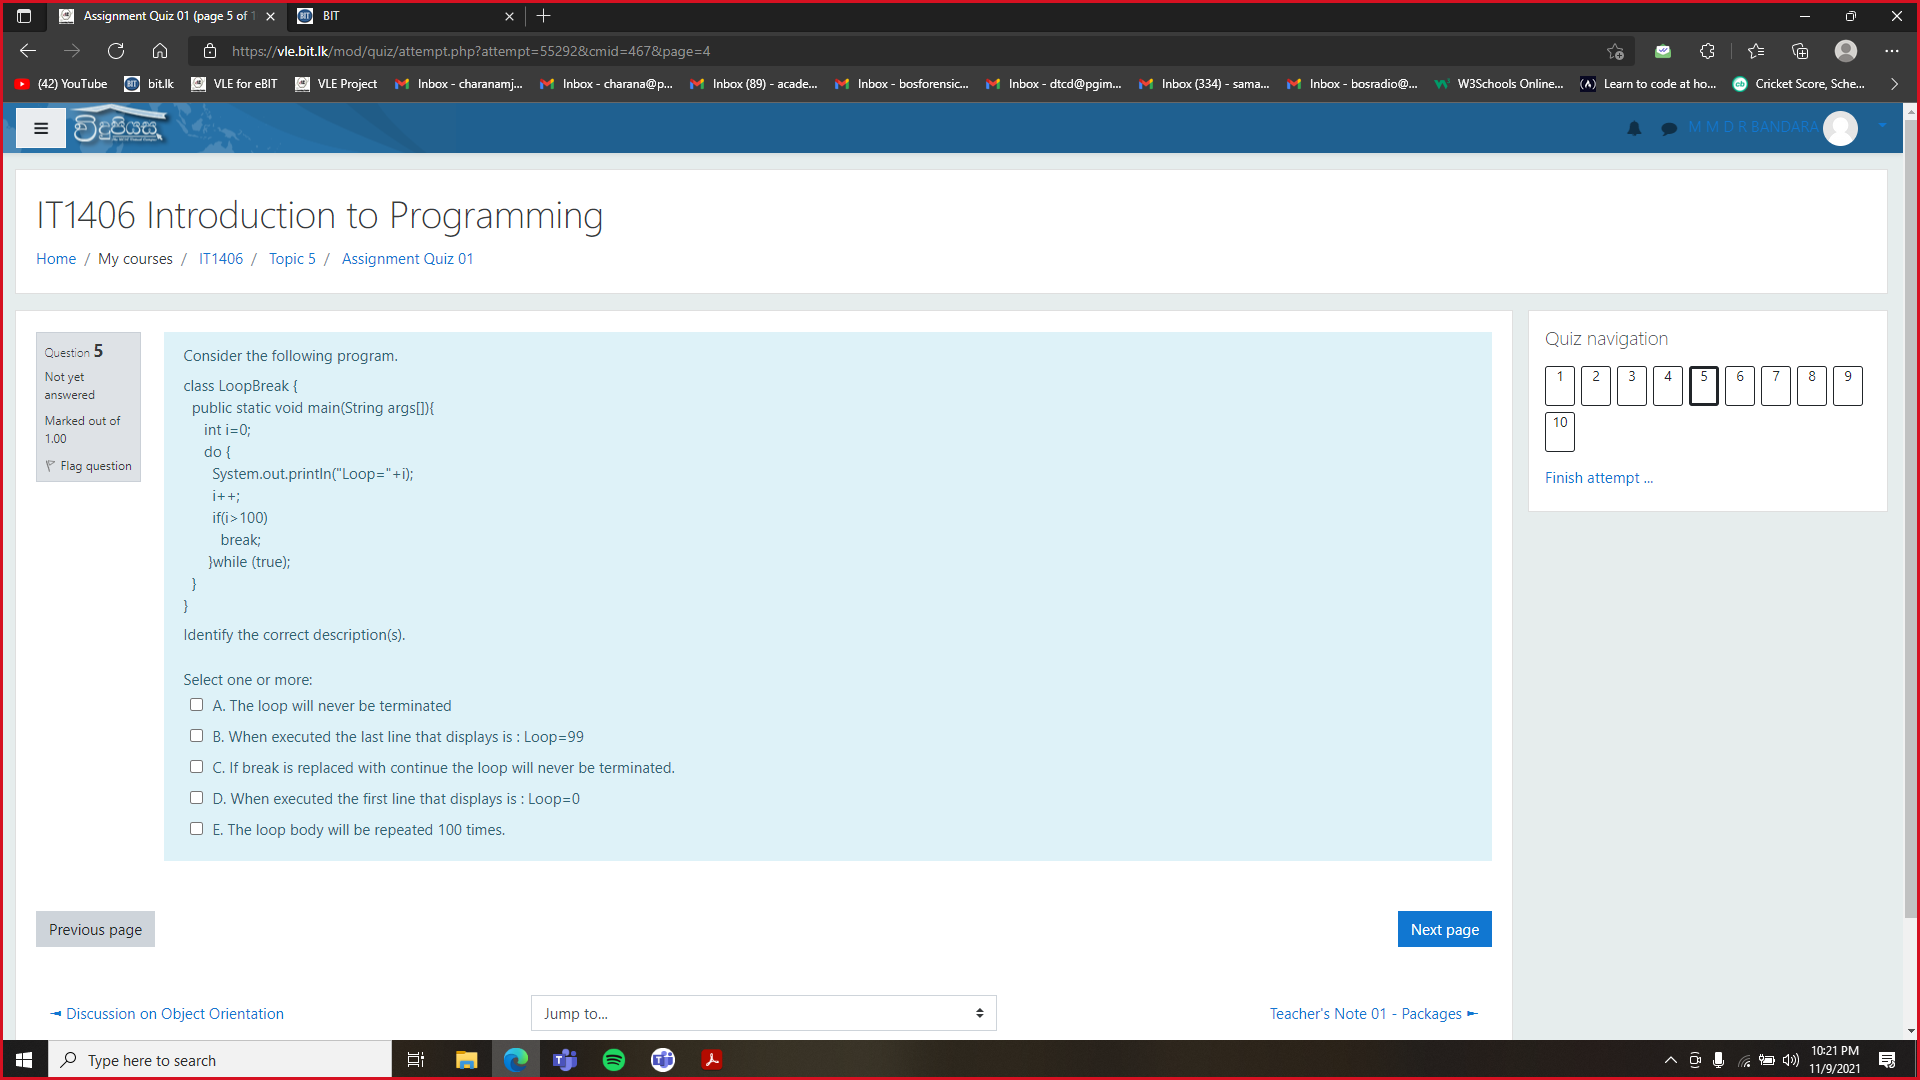 Assignment Quiz 01 (page 5 of 1
BIT
https://vle.bit.lk/mod/quiz/attempt.php?attempt=55292&cmid=467&page=4
(42) YouTube
bit.lk
VLE for eBIT
VLE Project
Inbox - charanamj...
Inbox - charana@p...
Inbox (89) - acade...
Inbox - bosforensic...
Inbox - dtcd@pgim...
Inbox (334) - sama...
Inbox - bosradio@...
W3Schools Online...
Learn to code at ho...
Cricket Score, Sche...
විදුපියස
M M D R BANDARA
IT1406 Introduction to Programming
Home / My courses / IT1406 / Topic 5 / Assignment Quiz 01
Question 5
Not yet
answered
Marked out of
1.00
Flag question
Consider the following program.
class LoopBreak {
public static void main(String args[]){
int i=0;
do {
System.out.println("Loop="+i);
i++;
if(i>100)
break;
}while (true);
}
}
Identify the correct description(s).
Select one or more:
A. The loop will never be terminated
B. When executed the last line that displays is : Loop=99
C. If break is replaced with continue the loop will never be terminated.
D. When executed the first line that displays is : Loop=0
E. The loop body will be repeated 100 times.
Quiz navigation
1 2 3 4 5 6 7 8 9
10
Finish attempt ...
Previous page
Next page
◄ Discussion on Object Orientation
Jump to...
Teacher's Note 01 - Packages ►
Type here to search
10:21 PM
11/9/2021